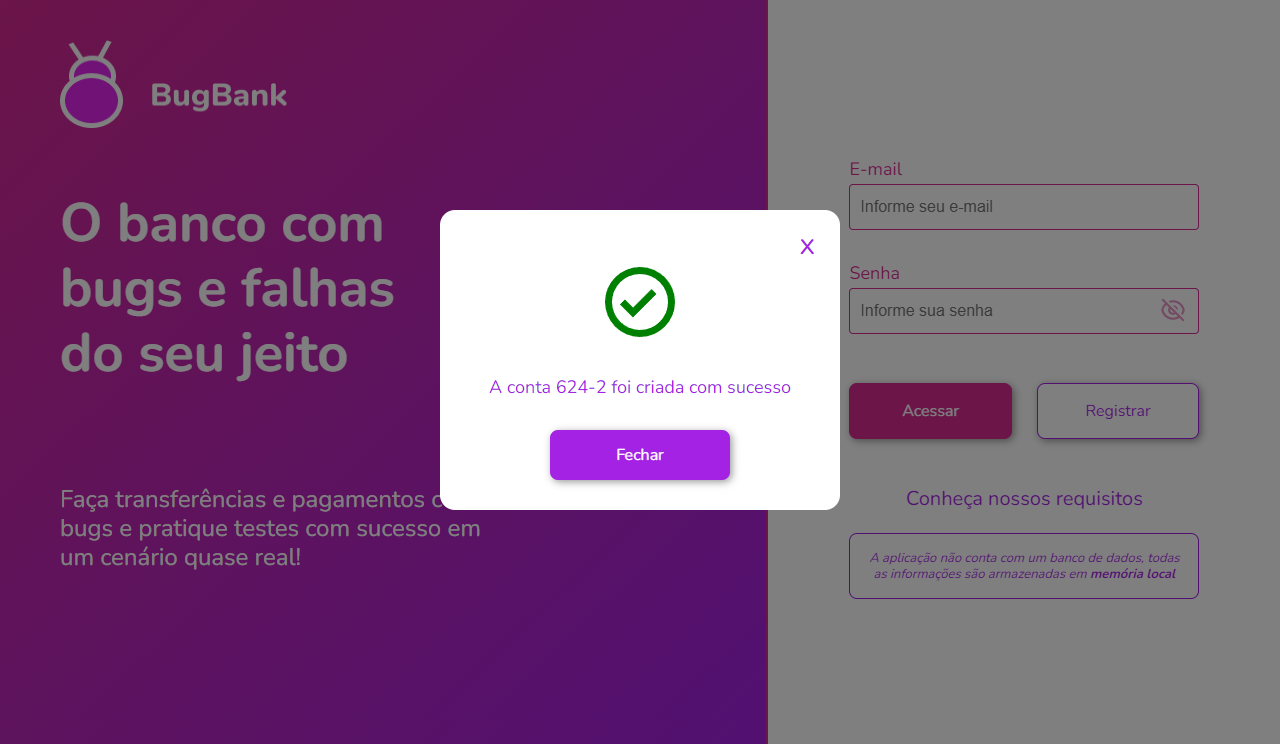 BugBank
O banco com
bugs e falhas
do seu jeito
Faça transferências e pagamentos c
bugs e pratique testes com sucesso em
um cenário quase real!
X
A conta 624-2 foi criada com sucesso
Fechar
E-mail
Informe seu e-mail
Senha
Informe sua senha
Acessar
Registrar
Conheça nossos requisitos
A aplicação não conta com um banco de dados, todas
as informações são armazenadas em memória local